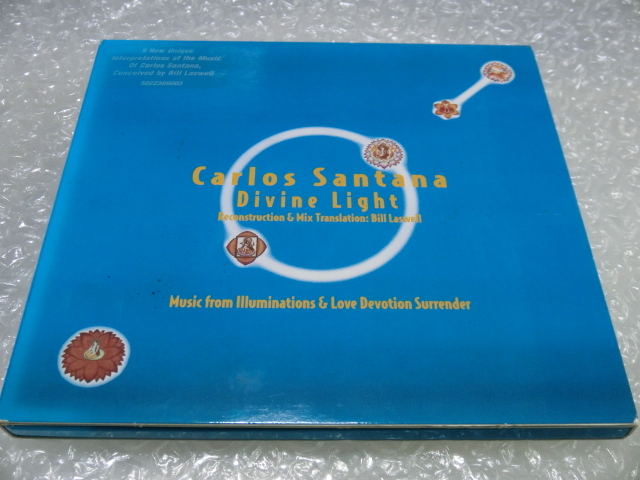 8 New Unique
Interpretations of the Music
Of Carlos Santana,
Conceived by Bill Laswell
Carlos Santana
Divine Light
Reconstruction & Mix Translation: Bill Laswell
Music from Illuminations & Love Devotion Surrender